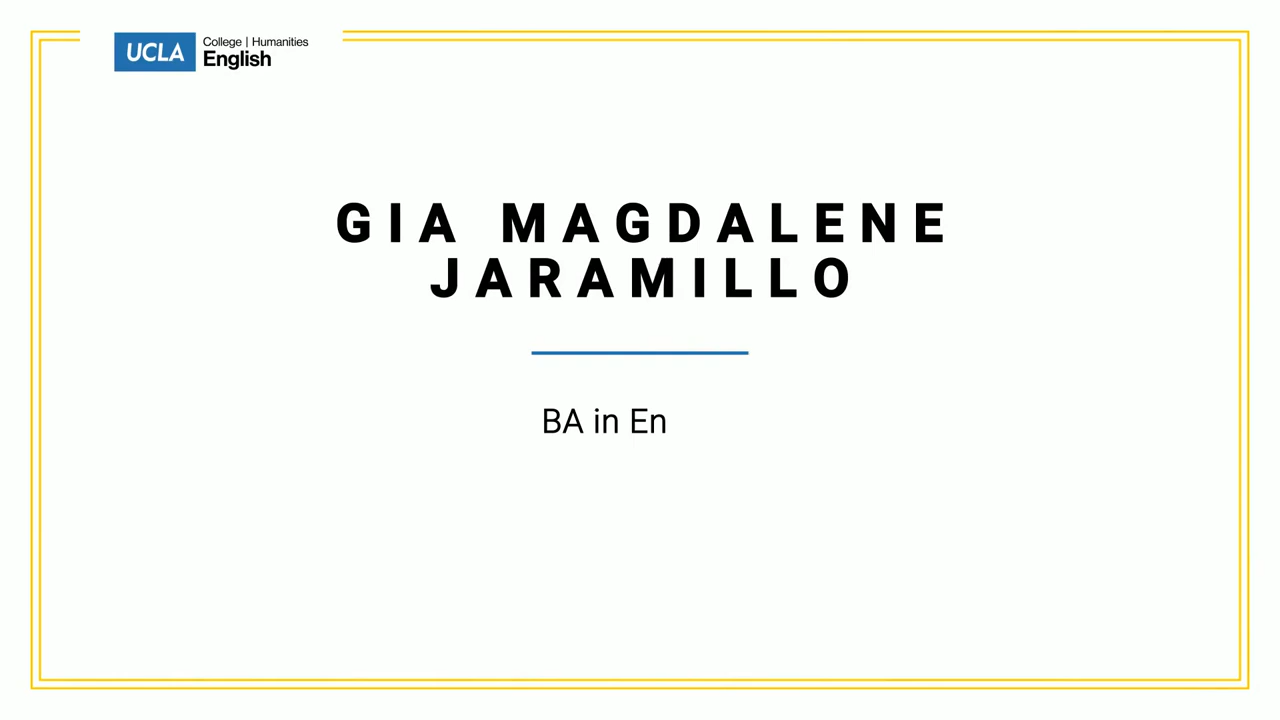 UCLA College | Humanities
English
GIA MAGDALENE
JARAMILLO
BA in En